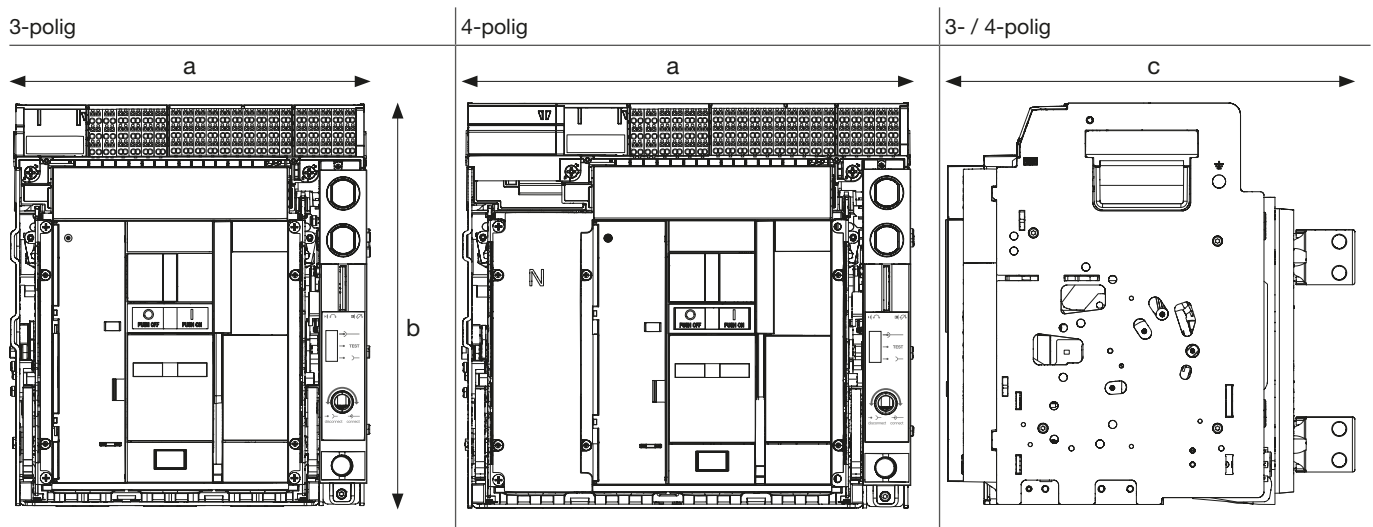 3-polig
4-polig
3- / 4-polig
a
a
c
b
N
PUSH OFF
PUSH ON
PUSH OFF
PUSH ON
TEST
TEST
disconnect connect
disconnect connect